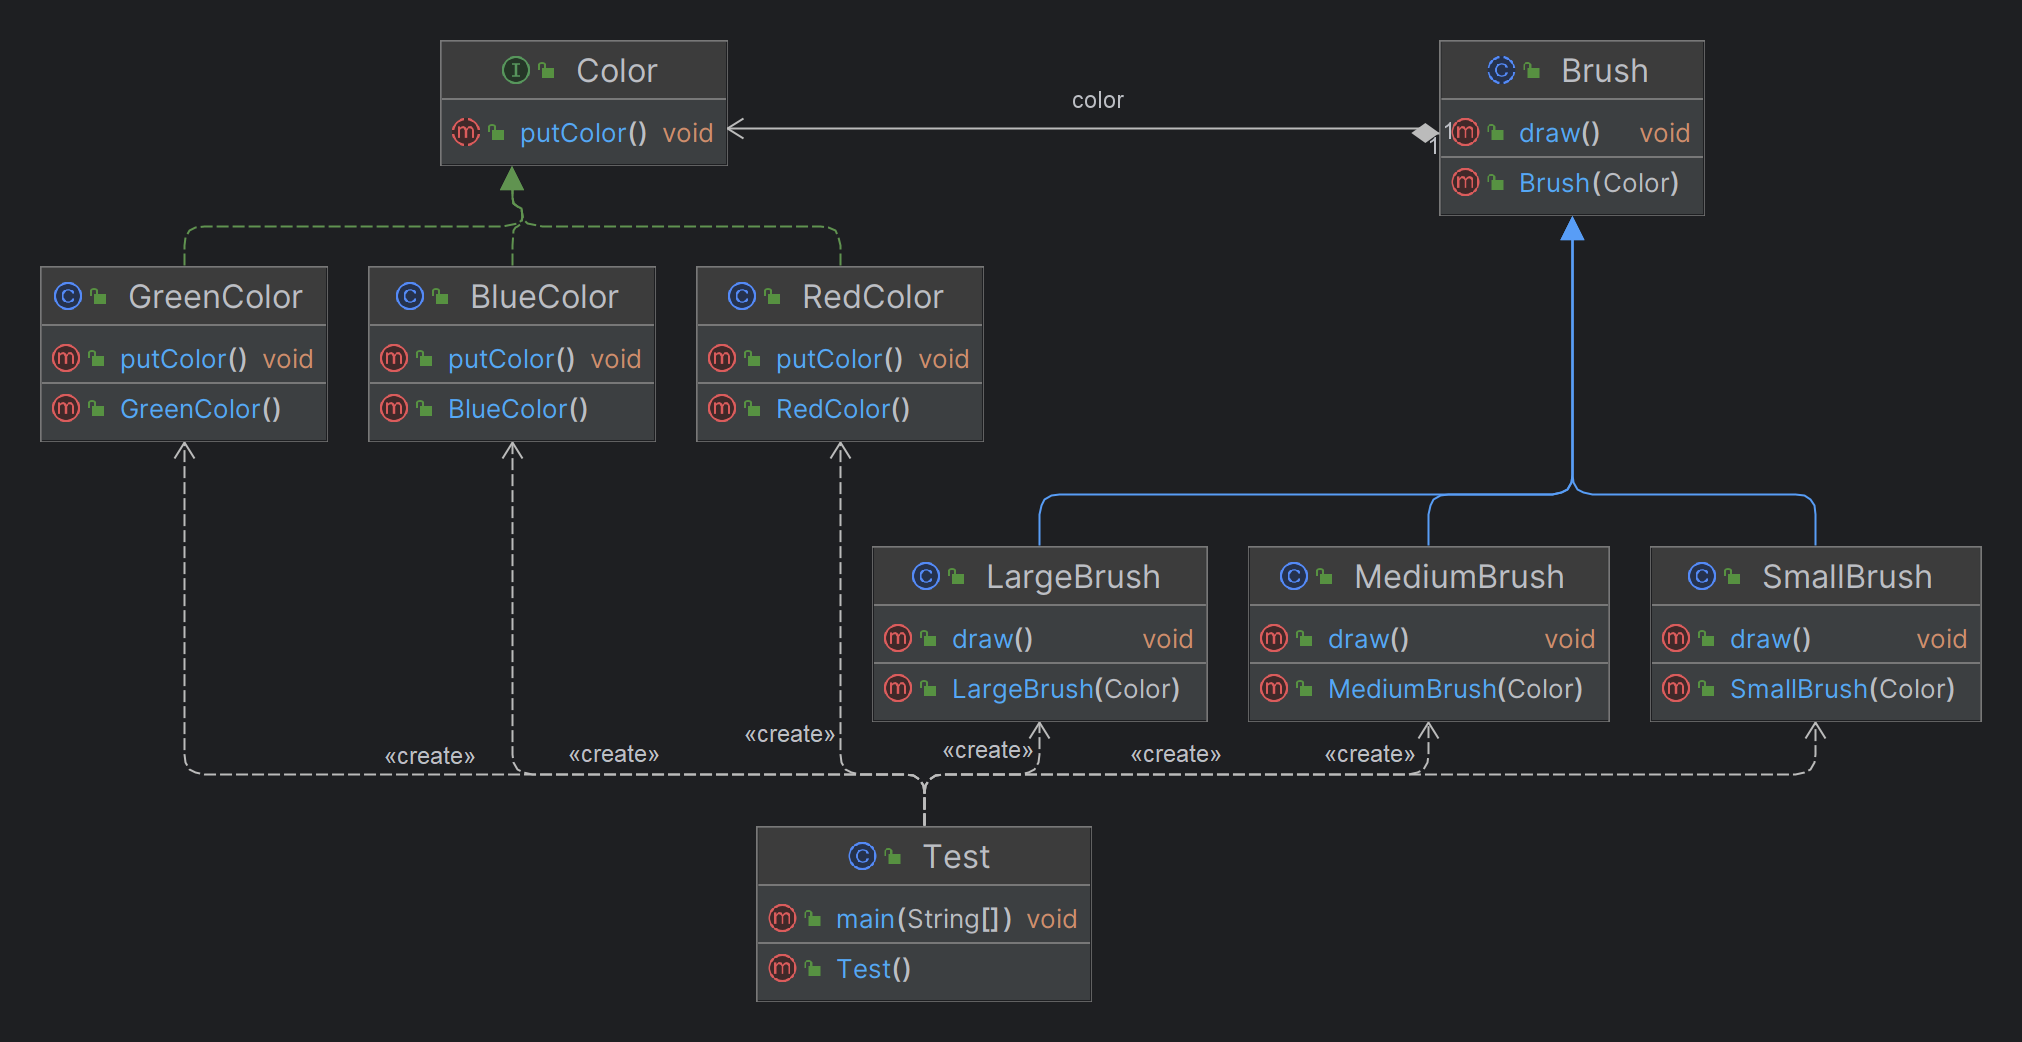 Color
putColor() void
color
1
1
Brush
draw() void
Brush(Color)
GreenColor
putColor() void
GreenColor()
BlueColor
putColor() void
BlueColor()
RedColor
putColor() void
RedColor()
LargeBrush
draw() void
LargeBrush(Color)
MediumBrush
draw() void
MediumBrush(Color)
SmallBrush
draw() void
SmallBrush(Color)
«create»
«create»
«create»
«create»
«create»
«create»
Test
main(String[]) void
Test()